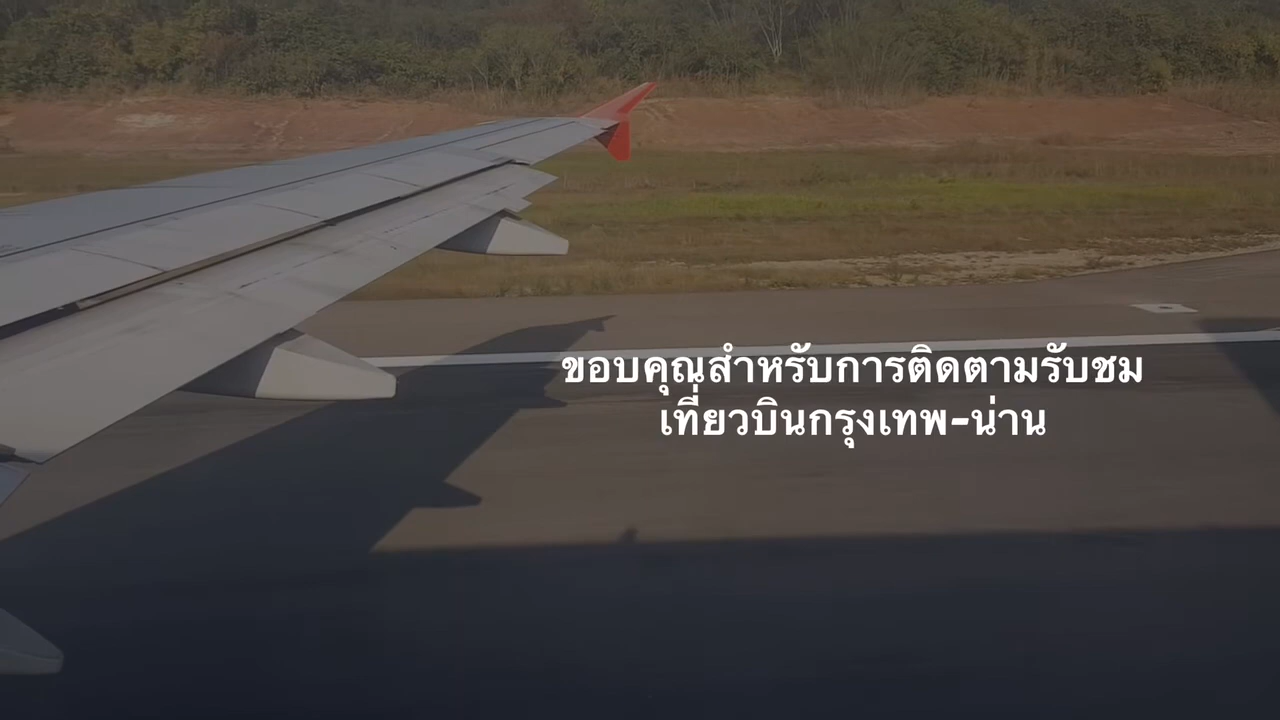 ขอบคุณสำหรับการติดตามรับชม
เที่ยวบินกรุงเทพ-น่าน